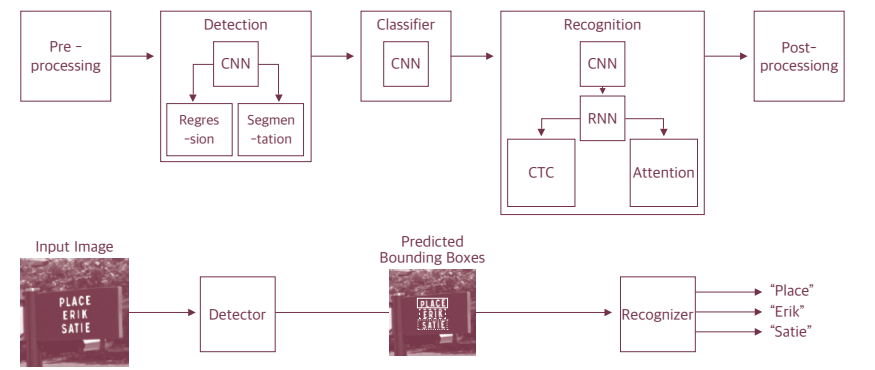 Detection
Classifier
Recognition
Pre -
processing
CNN
Regres
-sion
Segmen
-tation
CNN
CNN
RNN
CTC
Attention
Post-
processiong
Input Image
Predicted
Bounding Boxes
PLACE
ERIK
SATIE
Detector
PLACE
ERIK
SATIE
Recognizer
“Place”
“Erik”
“Satie”